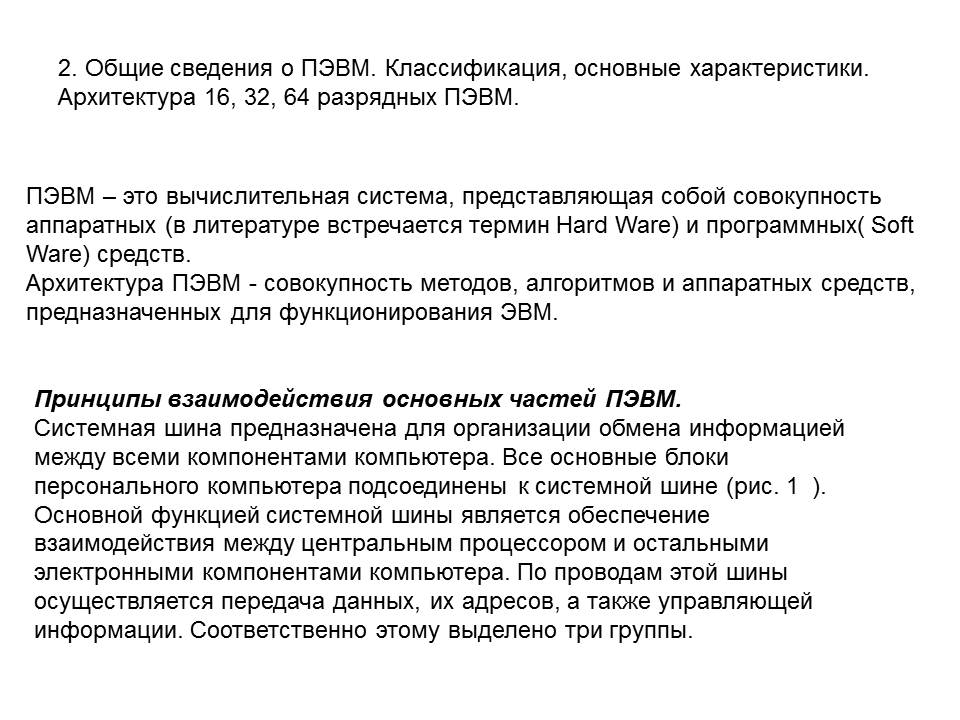 2. Общие сведения о ПЭВМ. Классификация, основные характеристики.
Архитектура 16, 32, 64 разрядных ПЭВМ.
ПЭВМ – это вычислительная система, представляющая собой совокупность
аппаратных (в литературе встречается термин Hard Ware) и программных( Soft
Ware) средств.
Архитектура ПЭВМ - совокупность методов, алгоритмов и аппаратных средств,
предназначенных для функционирования ЭВМ.
Принципы взаимодействия основных частей ПЭВМ.
Системная шина предназначена для организации обмена информацией
между всеми компонентами компьютера. Все основные блоки
персонального компьютера подсоединены к системной шине (рис. 1  ).
Основной функцией системной шины является обеспечение
взаимодействия между центральным процессором и остальными
электронными компонентами компьютера. По проводам этой шины
осуществляется передача данных, их адресов, а также управляющей
информации. Соответственно этому выделено три группы.